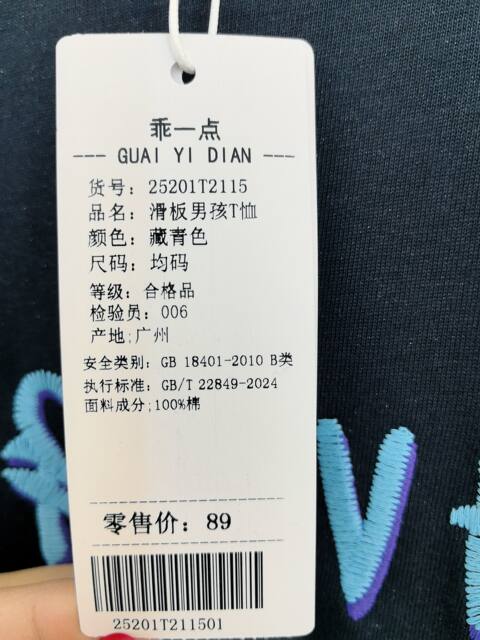 乖一点
--- GUAI YI DIAN ---
货号：25201T2115
品名：滑板男孩T恤
颜色：藏青色
尺码：均码
等级：合格品
检验员：006
产地;广州
安全类别：GB 18401-2010 B类
执行标准：GB/T 22849-2024
面料成分;100%棉
零售价：89
25201T211501